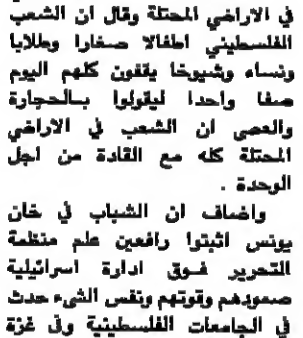 في الاراضي المحتلة وقال ان الشعب
الفلسطيني اطفالا صغارا وطلابا
ونساء وشيوخا يقفون كلهم اليوم
صفا واحدا ليقولوا بالحجارة
والعصي ان الشعب في الاراضي
المحتلة كله مع القادة من اجل
الوحدة .
واضاف ان الشباب في خان
يونس اثبتوا رافعين علم منظمة
التحرير فوق ادارة اسرائيلية
صمودهم وقوتهم ونفس الشيء حدث
في الجامعات الفلسطينية وفي غزة